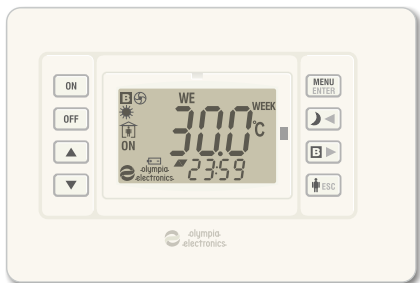 ON
OFF
B
WE
WEEK
30.0 °C
ON
olympia
electronics
23:59
MENU
ENTER
B
ESC
olympia
electronics